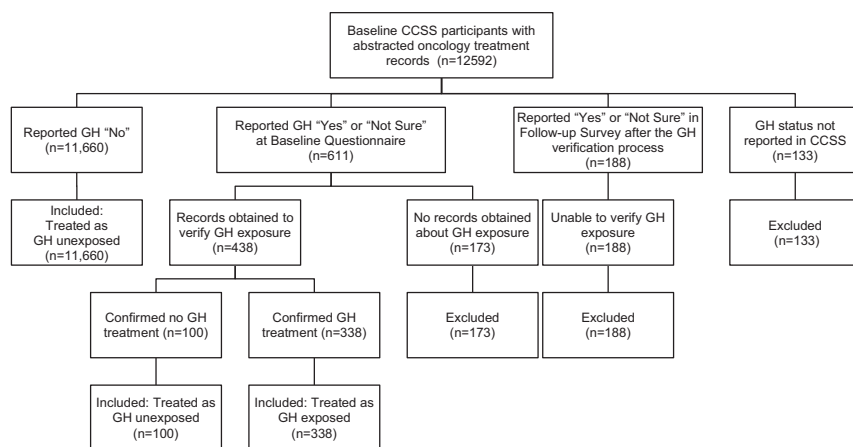 Baseline CCSS participants with
abstracted oncology treatment
records (n=12592)
Reported GH “No”
(n=11,660)
Reported GH “Yes” or “Not Sure”
at Baseline Questionnaire
(n=611)
Reported “Yes” or “Not Sure” in
Follow-up Survey after the GH
verification process
(n=188)
GH status not
reported in CCSS
(n=133)
Included:
Treated as
GH unexposed
(n=11,660)
Records obtained to
verify GH exposure
(n=438)
No records obtained
about GH exposure
(n=173)
Unable to verify GH
exposure
(n=188)
Excluded
(n=133)
Confirmed no GH
treatment (n=100)
Confirmed GH
treatment (n=338)
Excluded
(n=173)
Excluded
(n=188)
Included: Treated as
GH unexposed
(n=100)
Included: Treated as
GH exposed
(n=338)